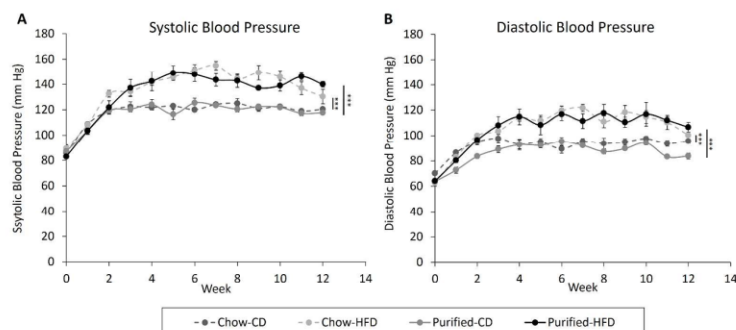 A
Systolic Blood Pressure
Ssytolic Blood Pressure (mm Hg)
180
160
140
120
100
80
60
40
20
0
0 2 4 6 8 10 12 14
Week
***
***
B
Diastolic Blood Pressure
Diastolic Blood Pressure (mm Hg)
180
160
140
120
100
80
60
40
20
0
0 2 4 6 8 10 12 14
Week
***
***
Chow-CD Chow-HFD Purified-CD Purified-HFD